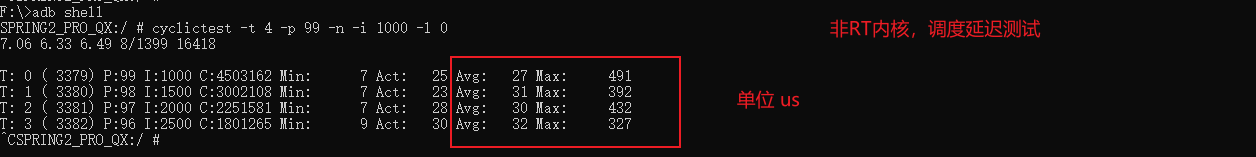 F:\>adb shell
SPRING2_PRO_QX:/ # cyclictest -t 4 -p 99 -n -i 1000 -l 0
7.06 6.33 6.49 8/1399 16418
非RT内核，调度延迟测试
T: 0 ( 3379) P:99 I:1000 C:4503162 Min: 7 Act: 25 Avg: 27 Max: 491
T: 1 ( 3380) P:98 I:1500 C:3002108 Min: 7 Act: 23 Avg: 31 Max: 392
T: 2 ( 3381) P:97 I:2000 C:2251581 Min: 7 Act: 28 Avg: 30 Max: 432
T: 3 ( 3382) P:96 I:2500 C:1801265 Min: 9 Act: 30 Avg: 32 Max: 327
单位 us
^CSPRING2_PRO_QX:/ #